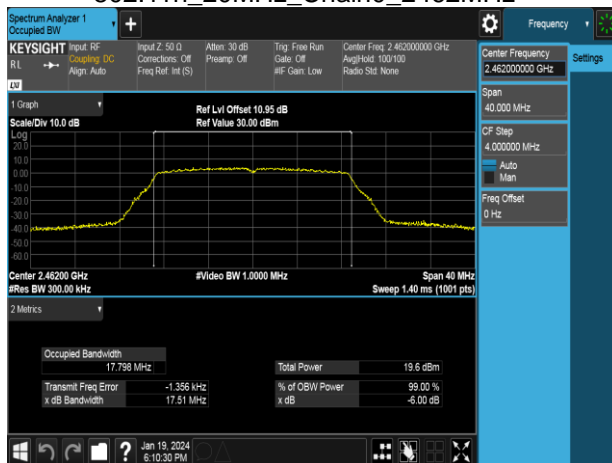 802.11n_20MHz_Chain0_2462MHz
Spectrum Analyzer 1
Occupied BW
+
Frequency
KEYSIGHT
RL
Input: RF
Coupling: DC
Align: Auto
Input Z: 50 Ω
Corrections: Off
Freq Ref: Int (S)
Atten: 30 dB
Preamp: Off
Trig: Free Run
Gate: Off
#IF Gain: Low
Center Freq: 2.462000000 GHz
Avg|Hold: 100/100
Radio Std: None
LXI
Center Frequency
2.462000000 GHz
Settings
Span
40.000 MHz
CF Step
4.000000 MHz
Auto
Man
Freq Offset
0 Hz
1 Graph
Scale/Div 10.0 dB
Ref Lvl Offset 10.95 dB
Ref Value 30.00 dBm
Log
20.0
10.0
0.00
-10.0
-20.0
-30.0
-40.0
-50.0
-60.0
Center 2.46200 GHz
#Res BW 300.00 kHz
#Video BW 1.0000 MHz
Span 40 MHz
Sweep 1.40 ms (1001 pts)
2 Metrics
Occupied Bandwidth
17.798 MHz
Total Power 19.6 dBm
Transmit Freq Error -1.356 kHz
% of OBW Power 99.00 %
x dB Bandwidth 17.51 MHz
x dB -6.00 dB
?
Jan 19, 2024
6:10:30 PM